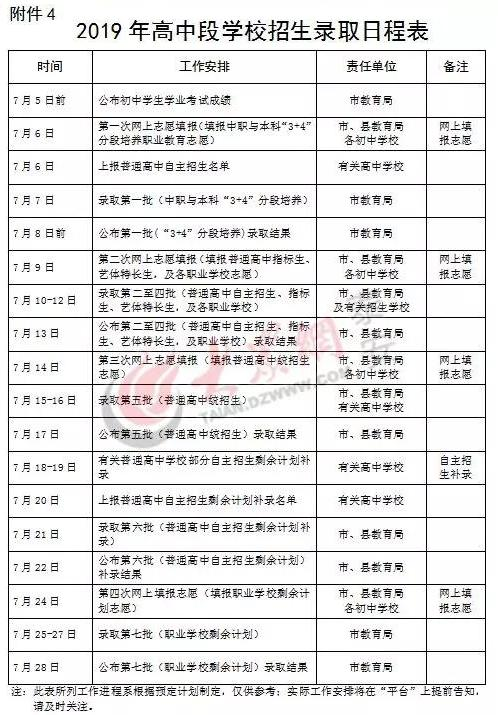 附件 4
2019 年高中段学校招生录取日程表
时间 工作安排 责任单位 备注
7 月 5 日前 公布初中学生学业考试成绩 市教育局
7 月 6 日 第一次网上志愿填报（填报中职与本科“3+4” 市、县教育局 网上填
分段培养职业教育志愿） 各初中学校 报志愿
7 月 6 日 上报普通高中自主招生名单 有关高中学校
7 月 7 日 录取第一批（中职与本科“3+4”分段培养） 市教育局
7 月 8 日前 公布第一批(“3+4”分段培养)录取结果 市教育局
7 月 9 日 第二次网上志愿填报（填报普通高中指标生、 市、县教育局 网上填
艺体特长生，及各职业学校志愿） 各初中学校 报志愿
7 月 10-12 日 录取第二至四批（普通高中自主招生、指标 市、县教育局
生、艺体特长生，及各职业学校） 及有关招生学校
7 月 13 日 公布第二至四批（普通高中自主招生、指标 市、县教育局
生、艺体特长生，及职业学校）录取结果
7 月 14 日 第三次网上志愿填报（填报普通高中统招生 市、县教育局 网上填
志愿） 各初中学校 报志愿
7 月 15-16 日 录取第五批（普通高中统招生） 市、县教育局
有关高中学校
7 月 17 日 公布第五批（普通高中统招生）录取结果 市、县教育局
7 月 18-19 日 有关普通高中学校部分自主招生剩余计划补 有关高中学校 自主招
录 生补录
7 月 20 日 上报普通高中自主招生剩余计划补录名单 有关高中学校
7 月 21 日 录取第六批（普通高中自主招生剩余计划补 市、县教育局
录）
7 月 22 日 公布第六批（普通高中自主招生剩余计划） 市、县教育局
补录结果
7 月 24 日 第四次网上填报志愿（填报职业学校剩余计 市、县教育局 网上填
划志愿） 各初中学校 报志愿
7 月 25-27 日 录取第七批（职业学校剩余计划） 市教育局
7 月 28 日 公布第七批（职业学校剩余计划）录取结果 市教育局
注：此表所列工作进程系根据预定计划制定，仅供参考；实际工作安排将在“平台”上提前告知，
请及时关注。
大众网
TAIAN.DZWWW.COM